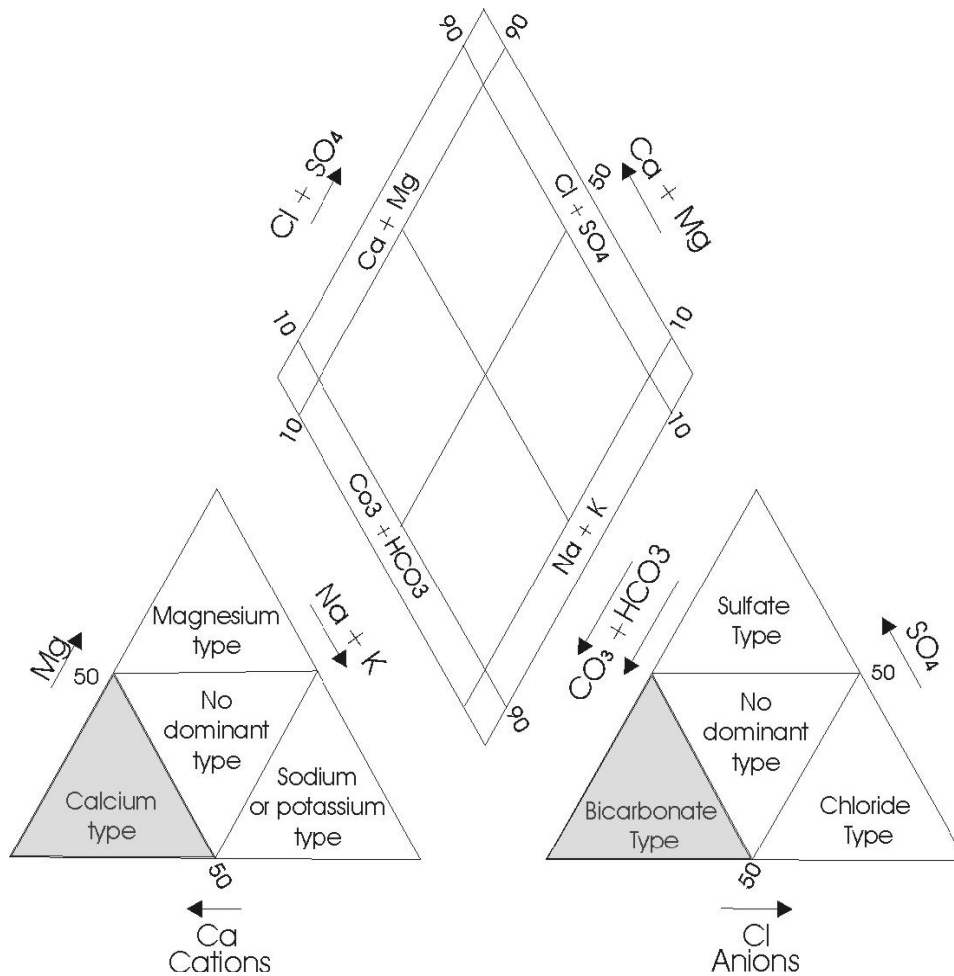 90
90
Cl + SO₄
Ca + Mg
Cl + SO₄
50
Ca + Mg
10
10
10
10
Co3 + HCO3
Na + K
90
Mg
50
Magnesium
type
Na + K
No
dominant
type
Calcium
type
Sodium
or potassium
type
50
Ca
Cations
CO₃ + HCO3
Sulfate
Type
SO₄
50
No
dominant
type
Bicarbonate
Type
Chloride
Type
50
Cl
Anions